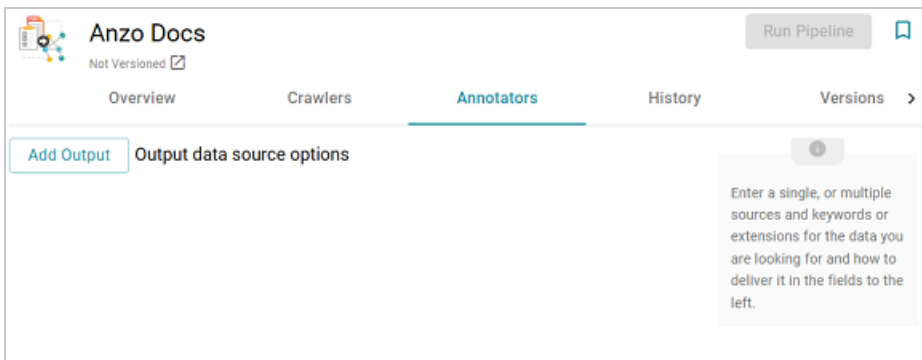 Anzo Docs
Run Pipeline
Not Versioned
Overview Crawlers Annotators History Versions
Add Output Output data source options
Enter a single, or multiple
sources and keywords or
extensions for the data you
are looking for and how to
deliver it in the fields to the
left.